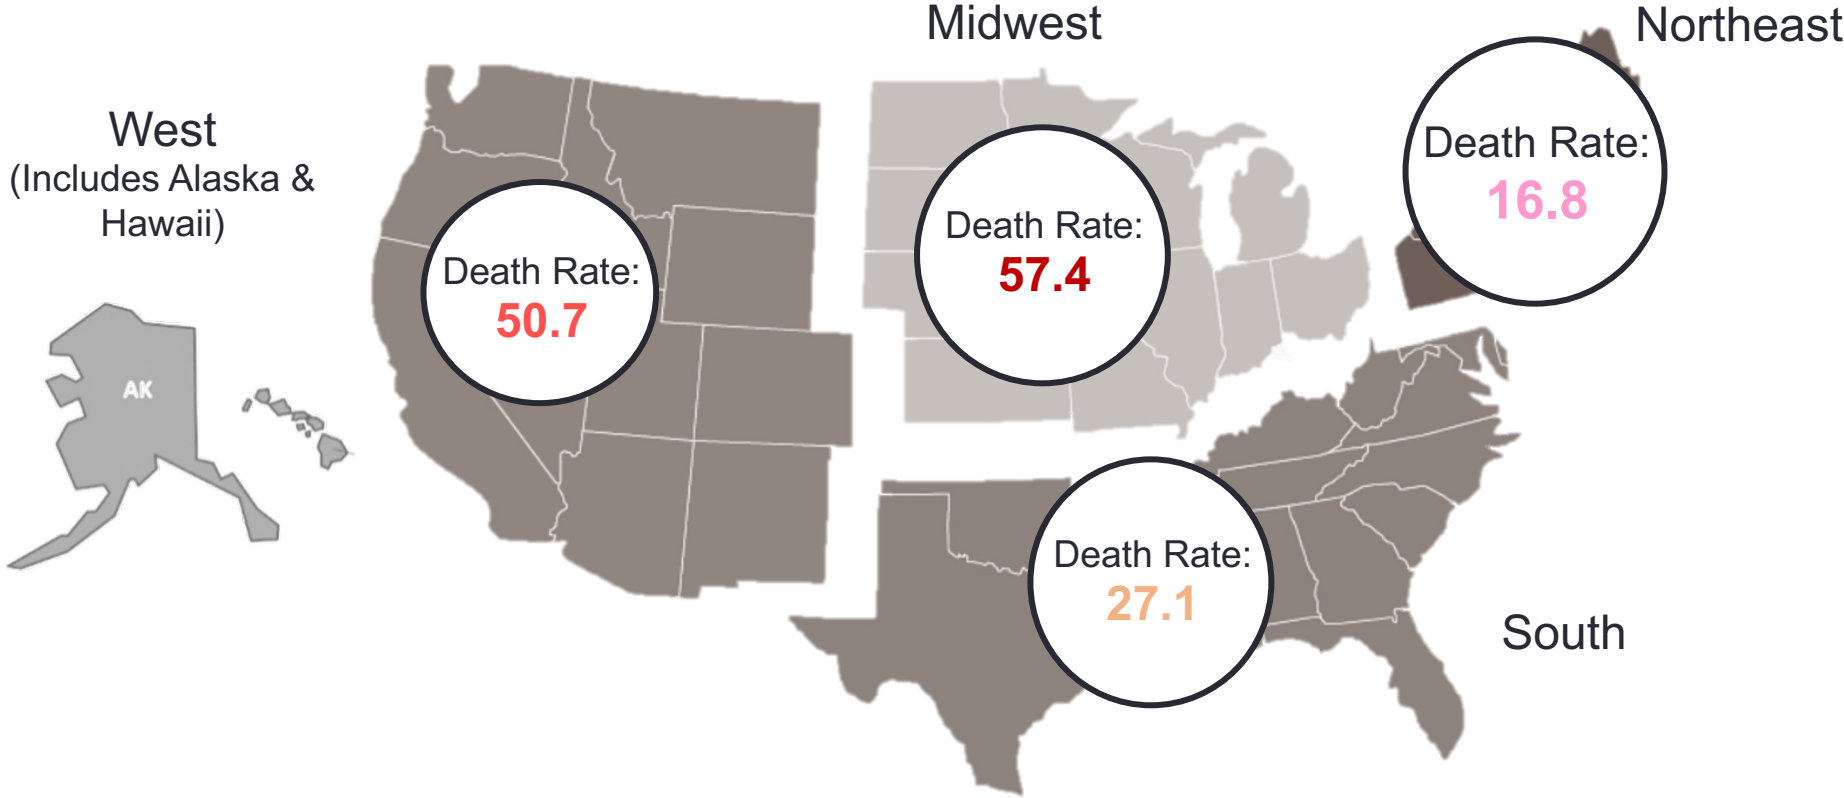 Midwest
Northeast
West
(Includes Alaska &
Hawaii)
Death Rate:
16.8
Death Rate:
57.4
Death Rate:
50.7
AK
Death Rate:
27.1
South